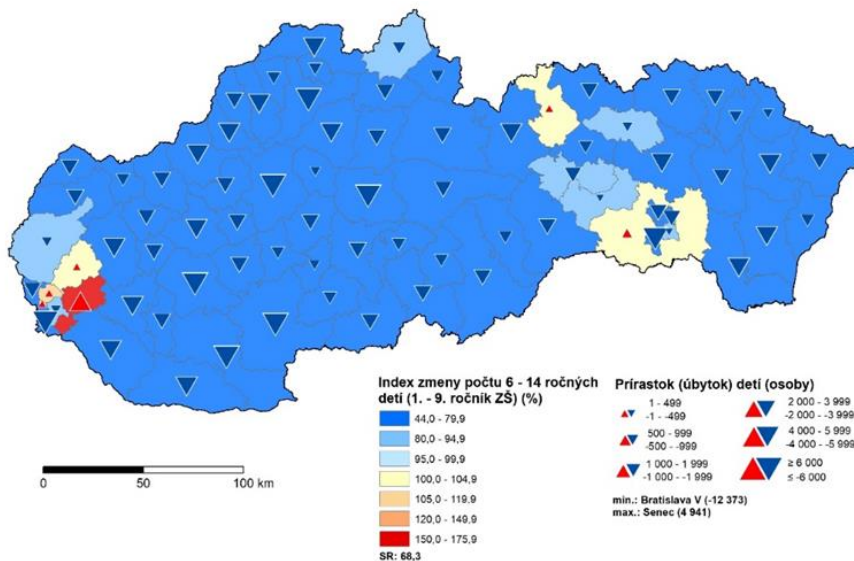 Index zmeny počtu 6 - 14 ročných
detí (1. - 9. ročník ZŠ) (%)
44,0 - 79,9
80,0 - 94,9
95,0 - 99,9
100,0 - 104,9
105,0 - 119,9
120,0 - 149,9
150,0 - 175,9
SR: 68,3
Prírastok (úbytok) detí (osoby)
1 - 499
-1 - -499
500 - 999
-500 - -999
1 000 - 1 999
-1 000 - -1 999
2 000 - 3 999
-2 000 - -3 999
4 000 - 5 999
-4 000 - -5 999
≥ 6 000
≤ -6 000
min.: Bratislava V (-12 373)
max.: Senec (4 941)
0 50 100 km